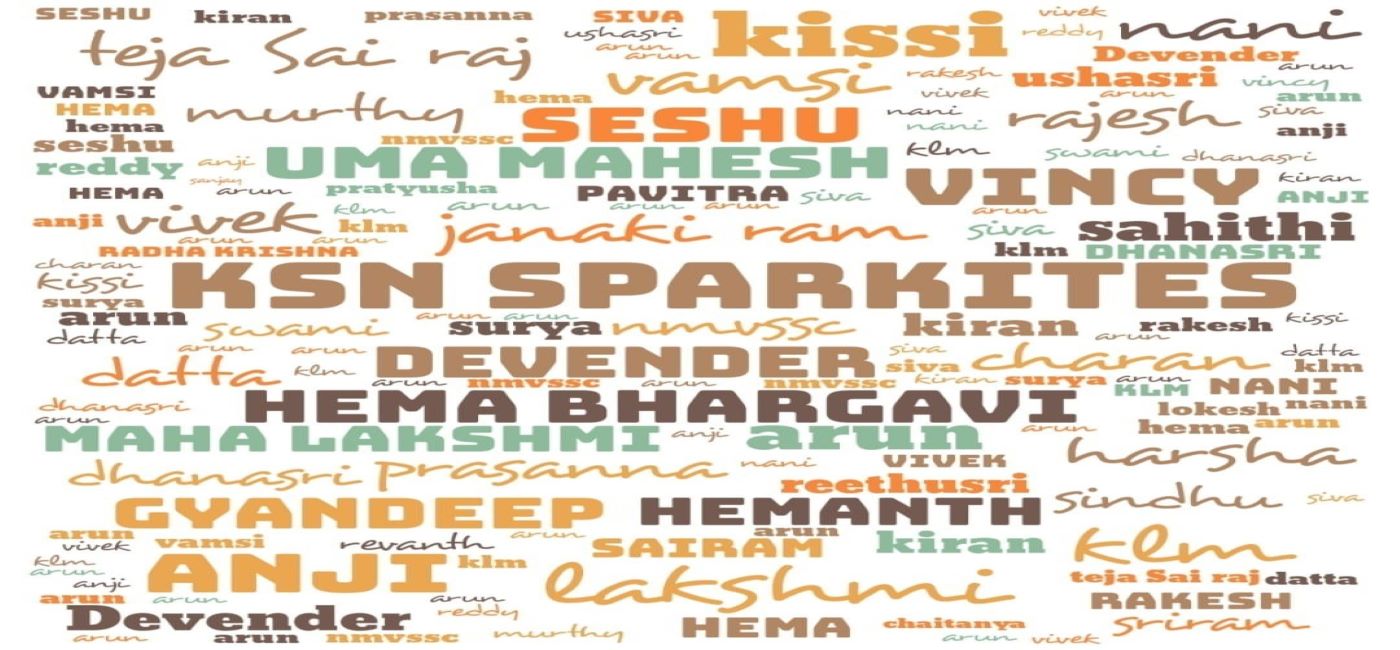 SESHU kiran prasanna SIVA kissi vivek nani
ushasri reddy
teja Sai raj arun arun Devender arun
vamsi rakesh ushasri vincy
VAMSI hema vivek arun arun
HEMA murthy SESHU nani rajesh siva
hema nani anji
seshu nmvssc klm swami dhanasri
reddy anji UMA MAHESH
sanjay VINCY kiran
HEMA arun pratyusha PAVITRA siva ANJI
anji vivek klm arun arun arun arun
klm janaki ram siva sahithi
arun arun
RADHA KRISHNA klm DHANASRI
charan
kissi KSN SPARKITES
surya
arun arun arun kissi
datta swami surya nmvssc kiran rakesh
arun
arun arun DEVENDER siva charan datta
datta klm siva klm
arun nmvssc arun nmvssc kiran surya arun
KLM NANI
dhanasri HEMA BHARGAVI lokesh nani
arun hema arun
MAHA LAKSHMI anji arun arun
harsha
dhanasri prasanna nani VIVEK
reethusri
GYANDEEP HEMANTH sindhu siva
arun arun arun
vivek vamsi revanth SAIRAM kiran klm
klm ANJI klm
arun teja Sai raj datta
anji lakshmi
arun arun arun RAKESH
Devender reddy
HEMA chaitanya sriram
arun arun nmvssc murthy arun vivek